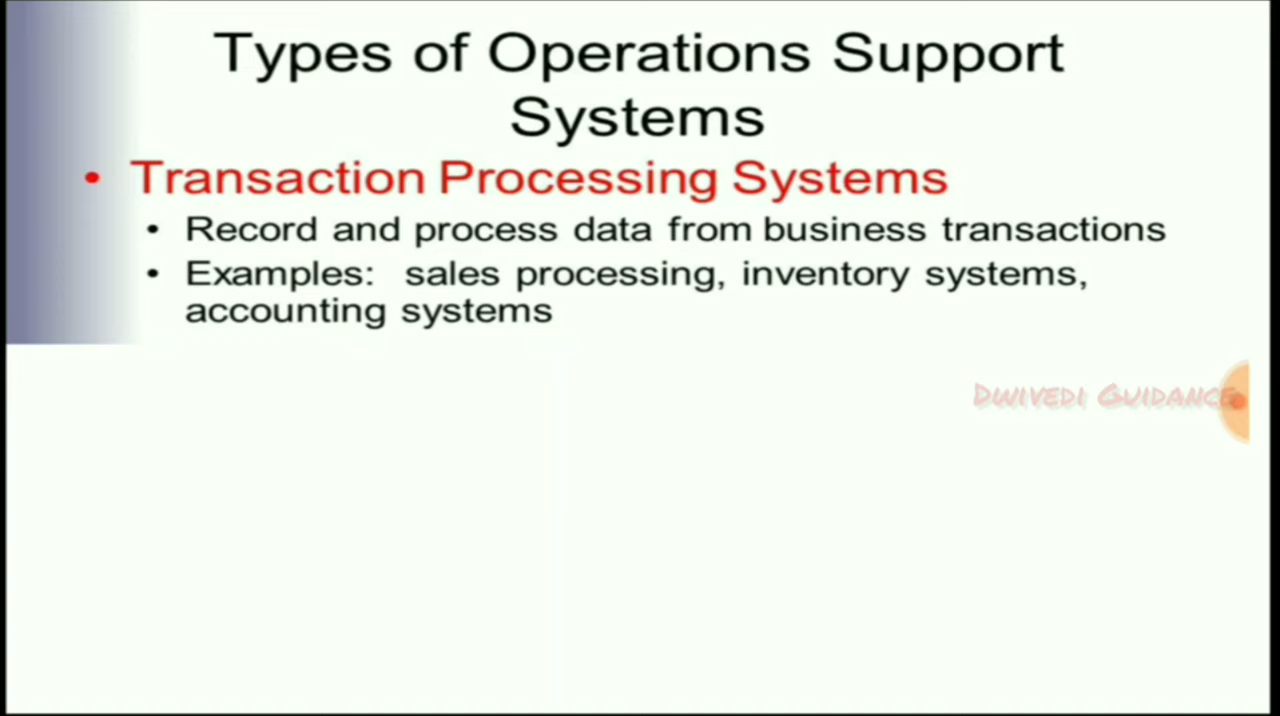 Types of Operations Support
Systems
• Transaction Processing Systems
• Record and process data from business transactions
• Examples: sales processing, inventory systems,
accounting systems
Dwivedi Guidance